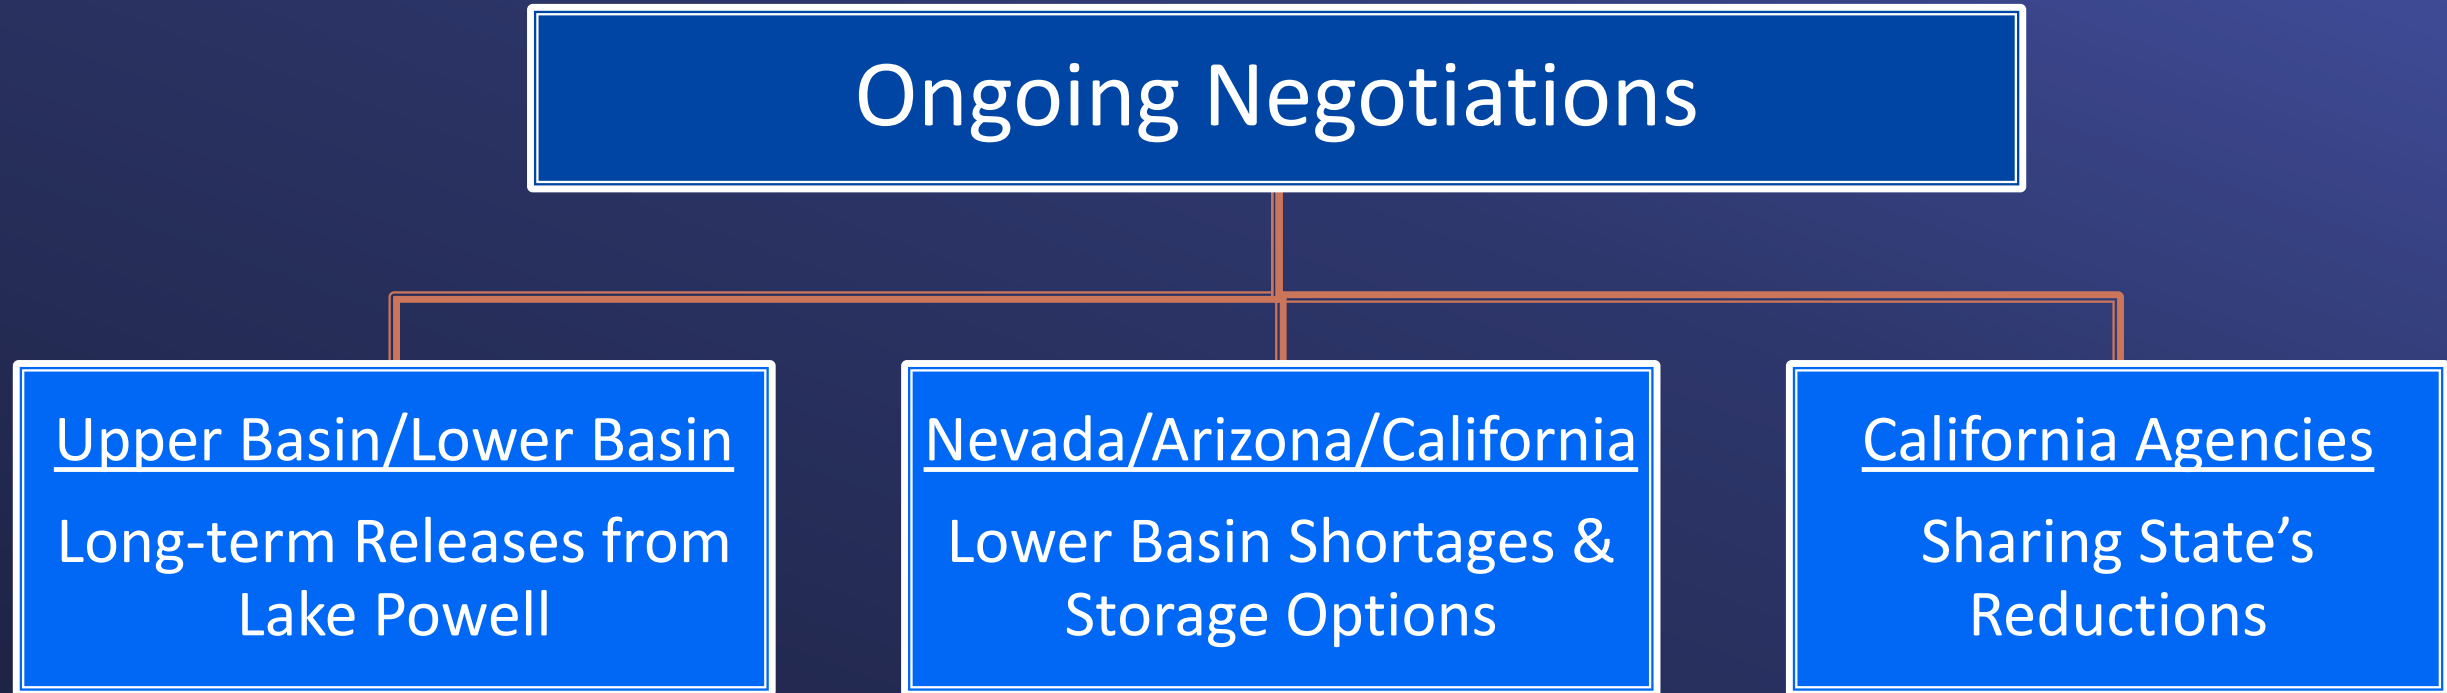 Ongoing Negotiations
Upper Basin/Lower Basin
Long-term Releases from
Lake Powell
Nevada/Arizona/California
Lower Basin Shortages &
Storage Options
California Agencies
Sharing State’s
Reductions